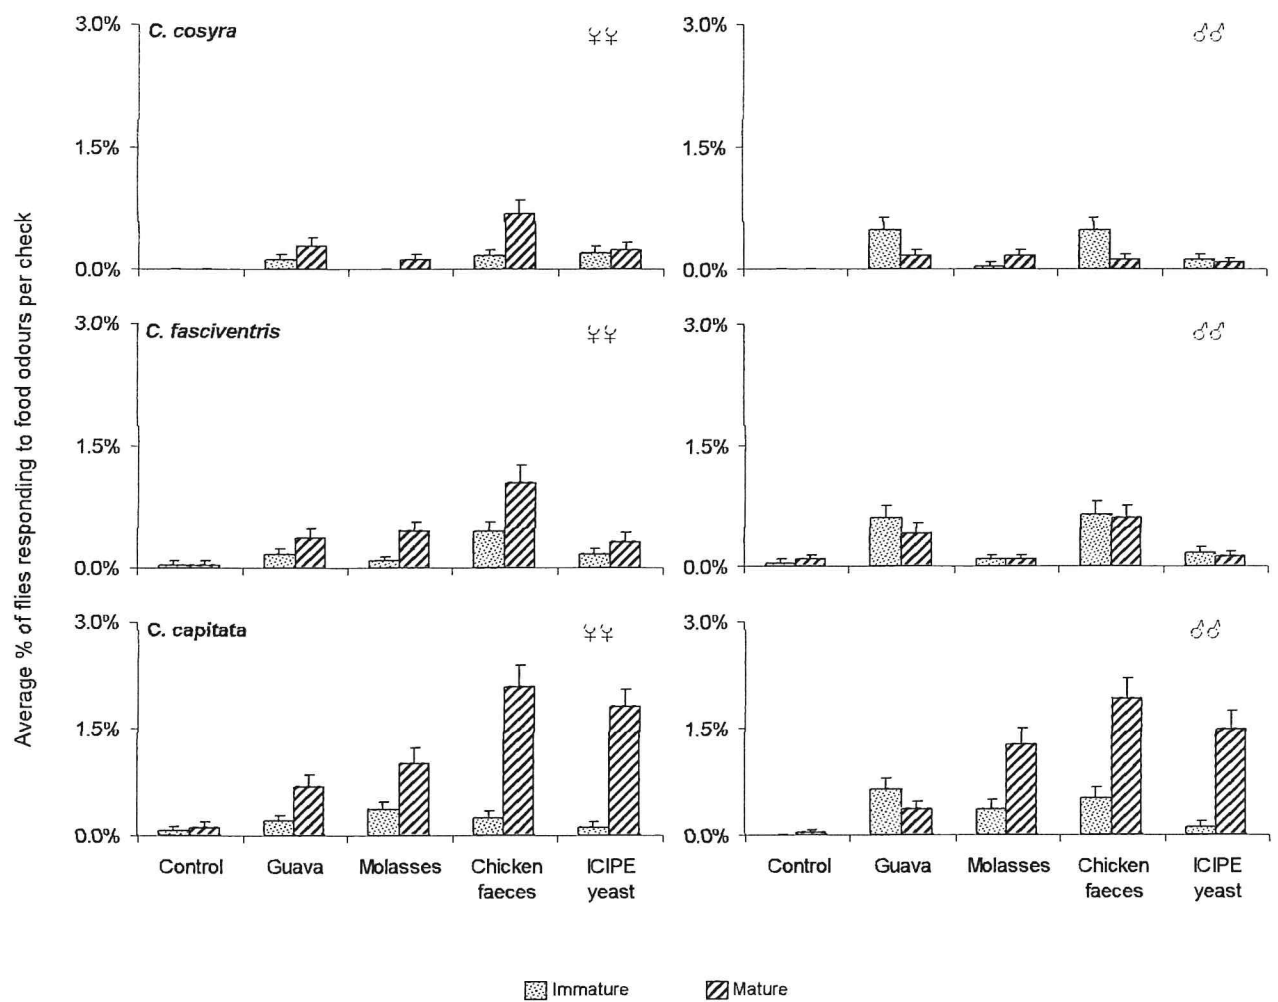 Average % of flies responding to food odours per check
3.0%
C. cosyra
♀♀
1.5%
0.0%
3.0%
♂♂
1.5%
0.0%
3.0%
C. fasciventris
♀♀
1.5%
0.0%
3.0%
♂♂
1.5%
0.0%
3.0%
C. capitata
♀♀
1.5%
0.0%
Control Guava Molasses Chicken ICIPE
faeces yeast
3.0%
♂♂
1.5%
0.0%
Control Guava Molasses Chicken ICIPE
faeces yeast
Immature Mature